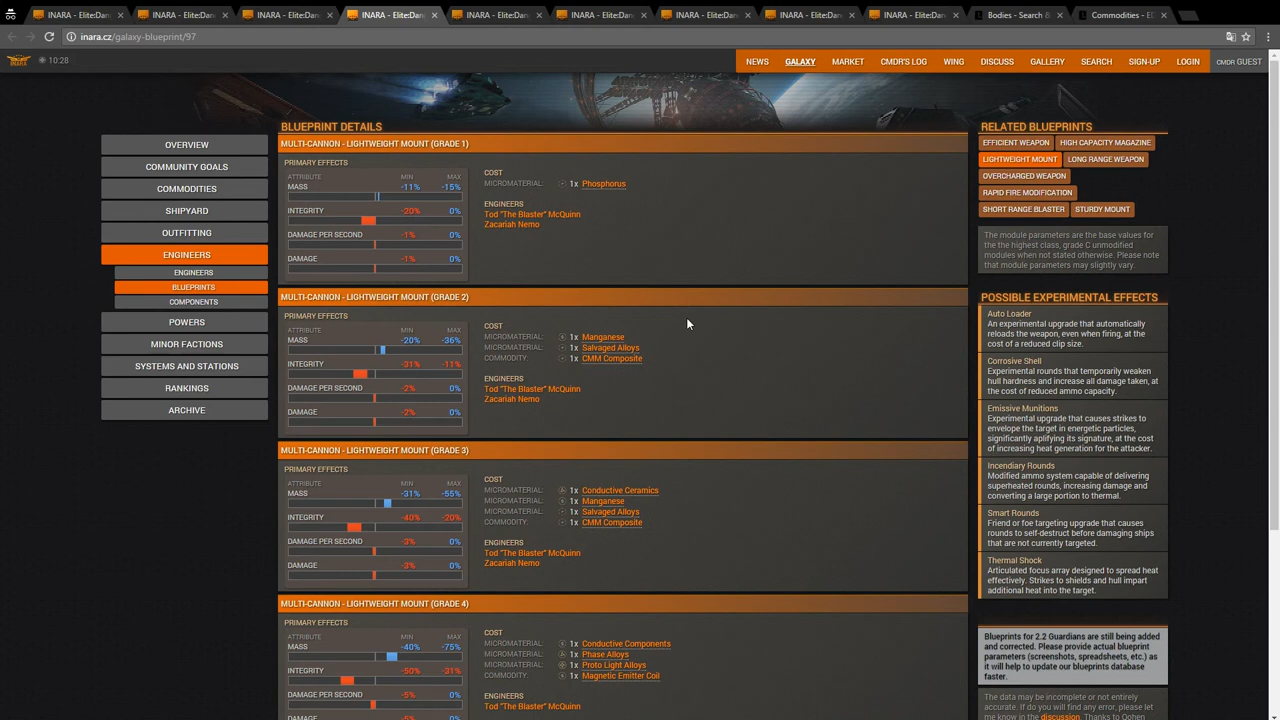 INARA - Elite:Dan
INARA - Elite:Dan
INARA - Elite:Dan
INARA - Elite:Dan
INARA - Elite:Dan
INARA - Elite:Dan
INARA - Elite:Dan
INARA - Elite:Dan
INARA - Elite:Dan
Bodies - Search &
Commodities - ED
inara.cz/galaxy-blueprint/97
10:28
NEWS
GALAXY
MARKET
CMDR'S LOG
WING
DISCUSS
GALLERY
SEARCH
SIGN-UP
LOGIN
CMDR GUEST
OVERVIEW
COMMUNITY GOALS
COMMODITIES
SHIPYARD
OUTFITTING
ENGINEERS
ENGINEERS
BLUEPRINTS
COMPONENTS
POWERS
MINOR FACTIONS
SYSTEMS AND STATIONS
RANKINGS
ARCHIVE
BLUEPRINT DETAILS
MULTI-CANNON - LIGHTWEIGHT MOUNT (GRADE 1)
PRIMARY EFFECTS
ATTRIBUTE MIN MAX
MASS -11% -15%
INTEGRITY -20% 0%
DAMAGE PER SECOND -1% 0%
DAMAGE -1% 0%
COST
MICROMATERIAL: 1x Phosphorus
ENGINEERS
Tod "The Blaster" McQuinn
Zacariah Nemo
MULTI-CANNON - LIGHTWEIGHT MOUNT (GRADE 2)
PRIMARY EFFECTS
ATTRIBUTE MIN MAX
MASS -20% -36%
INTEGRITY -31% -11%
DAMAGE PER SECOND -2% 0%
DAMAGE -2% 0%
COST
MICROMATERIAL: 1x Manganese
MICROMATERIAL: 1x Salvaged Alloys
COMMODITY: 1x CMM Composite
ENGINEERS
Tod "The Blaster" McQuinn
Zacariah Nemo
MULTI-CANNON - LIGHTWEIGHT MOUNT (GRADE 3)
PRIMARY EFFECTS
ATTRIBUTE MIN MAX
MASS -31% -55%
INTEGRITY -40% -20%
DAMAGE PER SECOND -3% 0%
DAMAGE -3% 0%
COST
MICROMATERIAL: 1x Conductive Ceramics
MICROMATERIAL: 1x Manganese
MICROMATERIAL: 1x Salvaged Alloys
COMMODITY: 1x CMM Composite
ENGINEERS
Tod "The Blaster" McQuinn
Zacariah Nemo
MULTI-CANNON - LIGHTWEIGHT MOUNT (GRADE 4)
PRIMARY EFFECTS
ATTRIBUTE MIN MAX
MASS -40% -75%
INTEGRITY -50% -31%
DAMAGE PER SECOND -5% 0%
DAMAGE -5% 0%
COST
MICROMATERIAL: 1x Conductive Components
MICROMATERIAL: 1x Phase Alloys
MICROMATERIAL: 1x Proto Light Alloys
COMMODITY: 1x Magnetic Emitter Coil
ENGINEERS
Tod "The Blaster" McQuinn
RELATED BLUEPRINTS
EFFICIENT WEAPON
HIGH CAPACITY MAGAZINE
LIGHTWEIGHT MOUNT
LONG RANGE WEAPON
OVERCHARGED WEAPON
RAPID FIRE MODIFICATION
SHORT RANGE BLASTER
STURDY MOUNT
The module parameters are the base values for
the the highest class, grade C unmodified
modules when not stated otherwise. Please note
that module parameters may slightly vary.
POSSIBLE EXPERIMENTAL EFFECTS
Auto Loader
An experimental upgrade that automatically
reloads the weapon, even when firing, at the
cost of a reduced clip size.
Corrosive Shell
Experimental rounds that temporarily weaken
hull hardness and increase all damage taken, at
the cost of reduced ammo capacity.
Emissive Munitions
Experimental upgrade that causes strikes to
envelope the target in energetic particles,
significantly aplifying its signature, at the cost
of increasing heat generation for the attacker.
Incendiary Rounds
Modified ammo system capable of delivering
superheated rounds, increasing damage and
converting a large portion to thermal.
Smart Rounds
Friend or foe targeting upgrade that causes
rounds to self-destruct before damaging ships
that are not currently targeted.
Thermal Shock
Articulated focus array designed to spread heat
effectively. Strikes to shields and hull impart
additional heat into the target.
Blueprints for 2.2 Guardians are still being added
and corrected. Please provide actual blueprint
parameters (screenshots, spreadsheets, etc.) as
it will help to update our blueprints database
faster.
The data may be incomplete or not entirely
accurate. If do you will find any error, please
let me know in the discussion. Thanks to Qohen